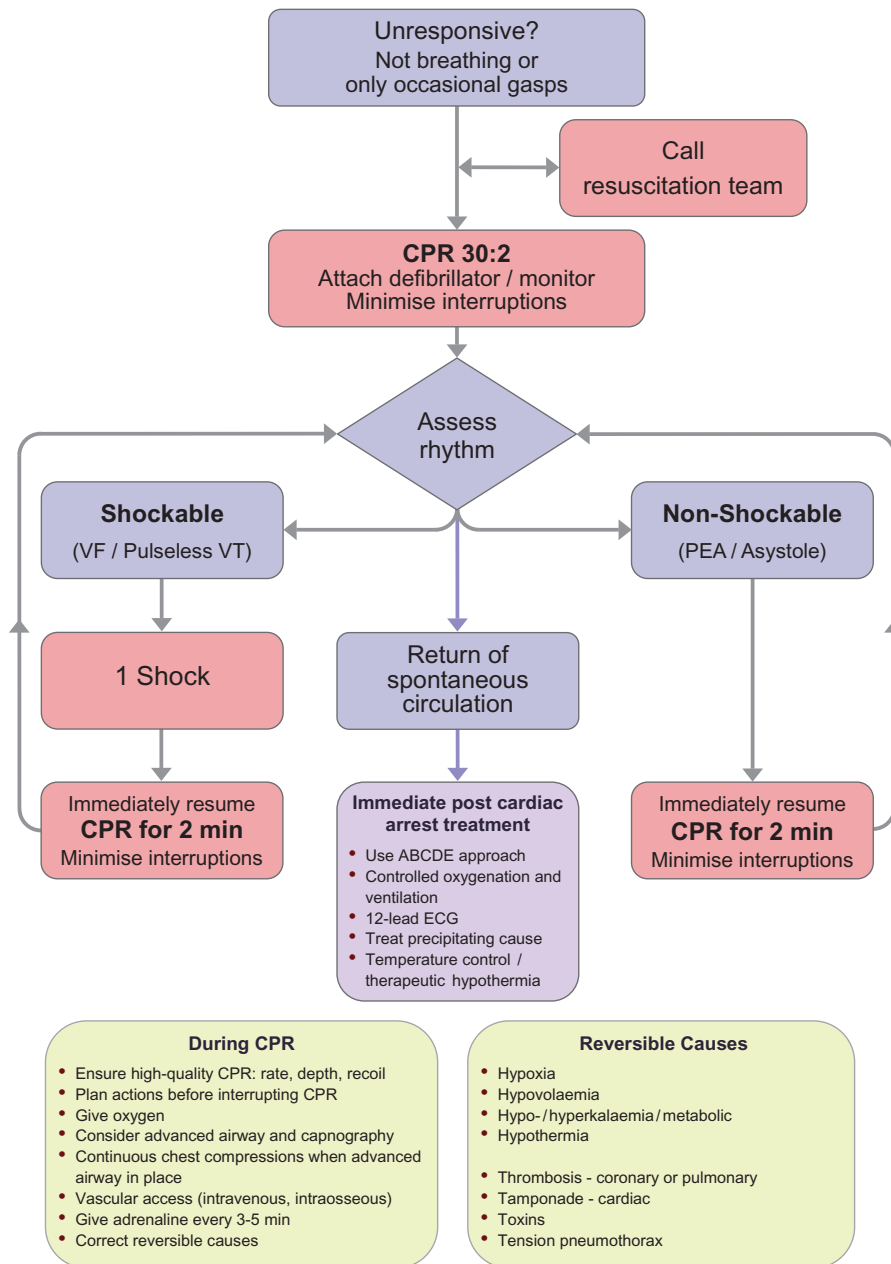 Unresponsive?
Not breathing or
only occasional gasps
Call
resuscitation team
CPR 30:2
Attach defibrillator / monitor
Minimise interruptions
Assess
rhythm
Shockable
(VF / Pulseless VT)
Non-Shockable
(PEA / Asystole)
1 Shock
Return of
spontaneous
circulation
Immediately resume
CPR for 2 min
Minimise interruptions
Immediate post cardiac
arrest treatment
• Use ABCDE approach
• Controlled oxygenation and
ventilation
• 12-lead ECG
• Treat precipitating cause
• Temperature control /
therapeutic hypothermia
Immediately resume
CPR for 2 min
Minimise interruptions
During CPR
• Ensure high-quality CPR: rate, depth, recoil
• Plan actions before interrupting CPR
• Give oxygen
• Consider advanced airway and capnography
• Continuous chest compressions when advanced
airway in place
• Vascular access (intravenous, intraosseous)
• Give adrenaline every 3-5 min
• Correct reversible causes
Reversible Causes
• Hypoxia
• Hypovolaemia
• Hypo-/hyperkalaemia/metabolic
• Hypothermia
• Thrombosis - coronary or pulmonary
• Tamponade - cardiac
• Toxins
• Tension pneumothorax